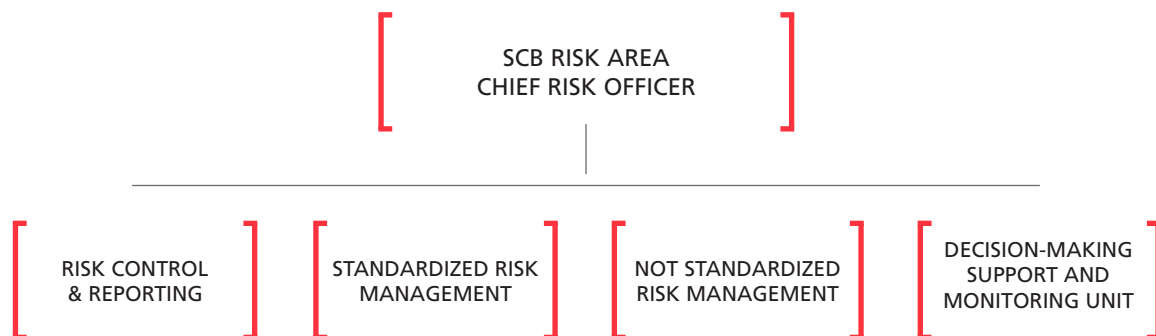 SCB RISK AREA
CHIEF RISK OFFICER
RISK CONTROL
& REPORTING
STANDARDIZED RISK
MANAGEMENT
NOT STANDARDIZED
RISK MANAGEMENT
DECISION-MAKING
SUPPORT AND
MONITORING UNIT